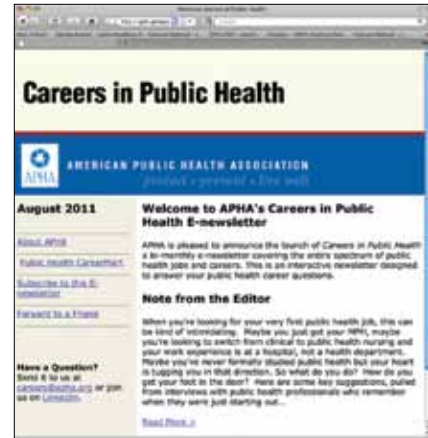 Careers in Public Health
APHA
AMERICAN PUBLIC HEALTH ASSOCIATION
protect • prevent • live well
August 2011
About APHA
Public Health CareerMart
Subscribe to this E-
newsletter
Forward to a Friend
Have a Question?
Send it to us at
careers@apha.org or join
us on LinkedIn.
Welcome to APHA's Careers in Public
Health E-newsletter
APHA is pleased to announce the launch of Careers in Public Health
a bi-monthly e-newsletter covering the entire spectrum of public
health jobs and careers. This is an interactive newsletter designed
to answer your public health career questions.
Note from the Editor
When you're looking for your very first public health job, this can
be kind of intimidating. Maybe you just got your MPH, maybe
you're looking to switch from clinical to public health nursing and
your work experience is at a hospital, not a health department.
Maybe you've never formally studied public health but your heart
is tugging you in that direction. So what do you do? How do you
get your foot in the door? Here are some key suggestions, pulled
from interviews with public health professionals who remember
when they were just starting out...
Read More >